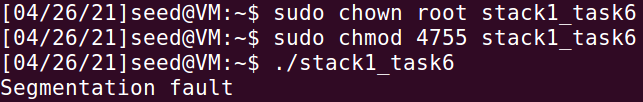 [04/26/21]seed@VM:~$ sudo chown root stack1_task6
[04/26/21]seed@VM:~$ sudo chmod 4755 stack1_task6
[04/26/21]seed@VM:~$ ./stack1_task6
Segmentation fault